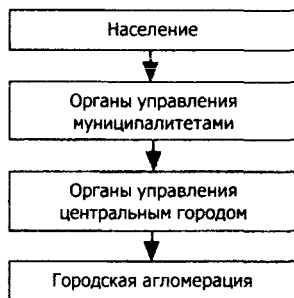 Население
Органы управления
муниципалитетами
Органы управления
центральным городом
Городская агломерация